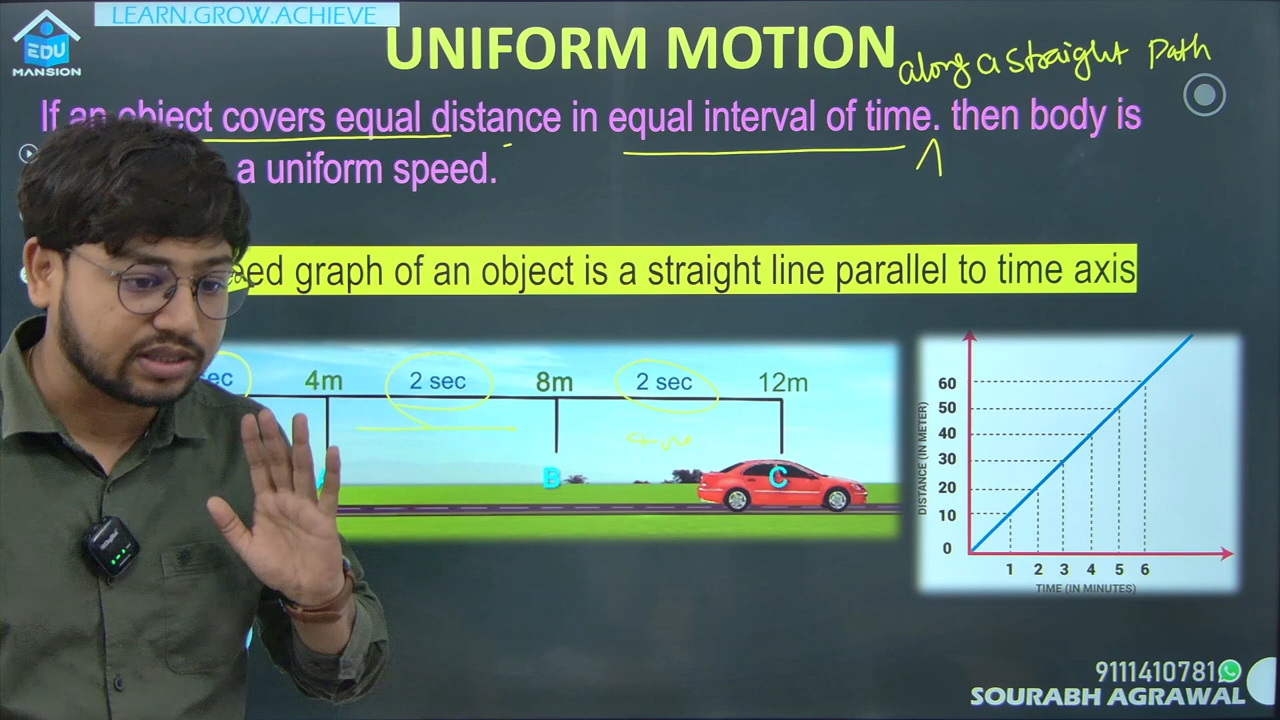 LEARN.GROW.ACHIEVE
EDU
MANSION
UNIFORM MOTION
along a straight path
If an object covers equal distance in equal interval of time. then body is
a uniform speed.
eed graph of an object is a straight line parallel to time axis
sec 4m 2 sec 8m 2 sec 12m
B C
60
50
40
30
20
10
0
1 2 3 4 5 6
DISTANCE (IN METER)
TIME (IN MINUTES)
9111410781
SOURABH AGRAWAL